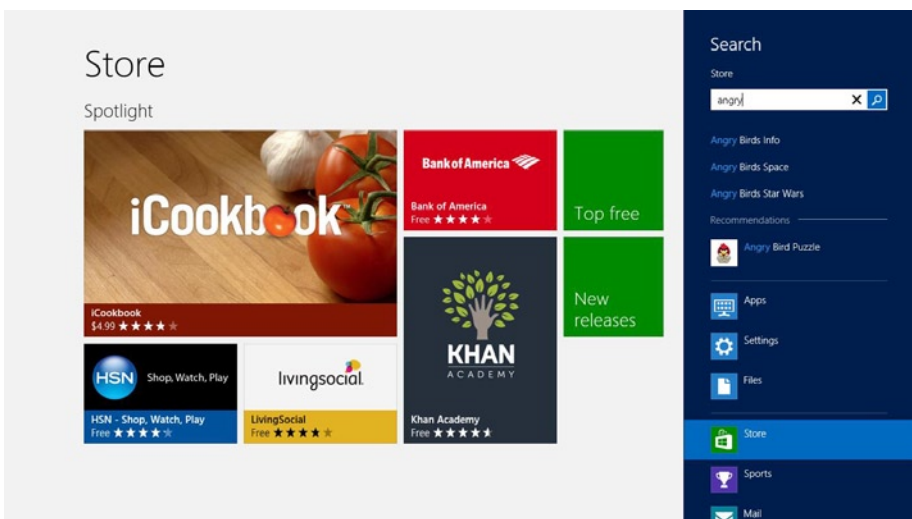 Store
Spotlight
iCookbook
iCookbook
$4.99
Bank of America
Bank of America
Free
Top free
New
releases
KHAN
ACADEMY
Khan Academy
Free
HSN
Shop, Watch, Play
HSN - Shop, Watch, Play
Free
livingsocial.
LivingSocial
Free
Search
Store
angry
Angry Birds Info
Angry Birds Space
Angry Birds Star Wars
Recommendations
Angry Bird Puzzle
Apps
Settings
Files
Store
Sports
Mail